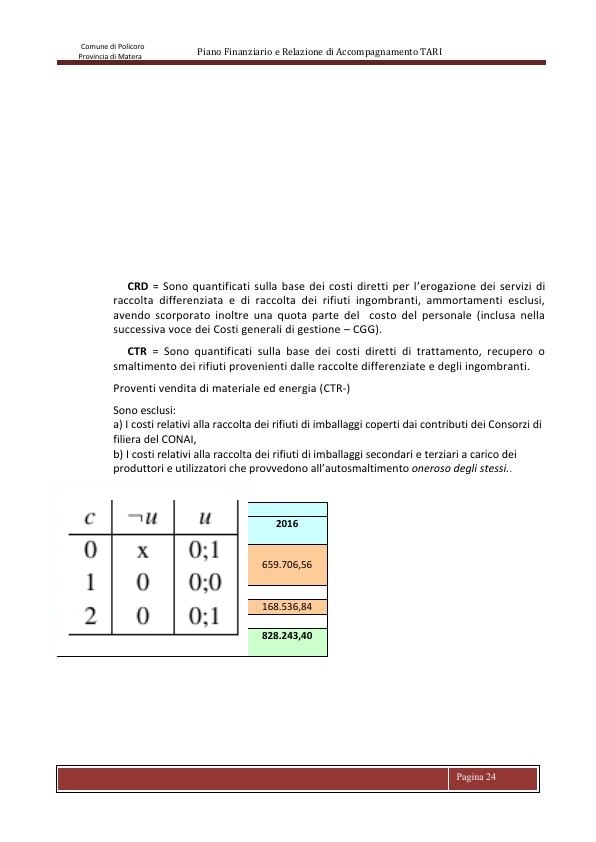 Comune di Policoro
Provincia di Matera
Piano Finanziario e Relazione di Accompagnamento TARI
CRD = Sono quantificati sulla base dei costi diretti per l'erogazione dei servizi di
raccolta differenziata e di raccolta dei rifiuti ingombranti, ammortamenti esclusi,
avendo scorporato inoltre una quota parte del costo del personale (inclusa nella
successiva voce dei Costi generali di gestione – CGG).
CTR = Sono quantificati sulla base dei costi diretti di trattamento, recupero o
smaltimento dei rifiuti provenienti dalle raccolte differenziate e degli ingombranti.
Proventi vendita di materiale ed energia (CTR-)
Sono esclusi:
a) I costi relativi alla raccolta dei rifiuti di imballaggi coperti dai contributi dei Consorzi di
filiera del CONAI,
b) I costi relativi alla raccolta dei rifiuti di imballaggi secondari e terziari a carico dei
produttori e utilizzatori che provvedono all'autosmaltimento oneroso degli stessi..
c ¬u u
0 x 0;1
1 0 0;0
2 0 0;1
2016
659.706,56
168.536,84
828.243,40
Pagina 24